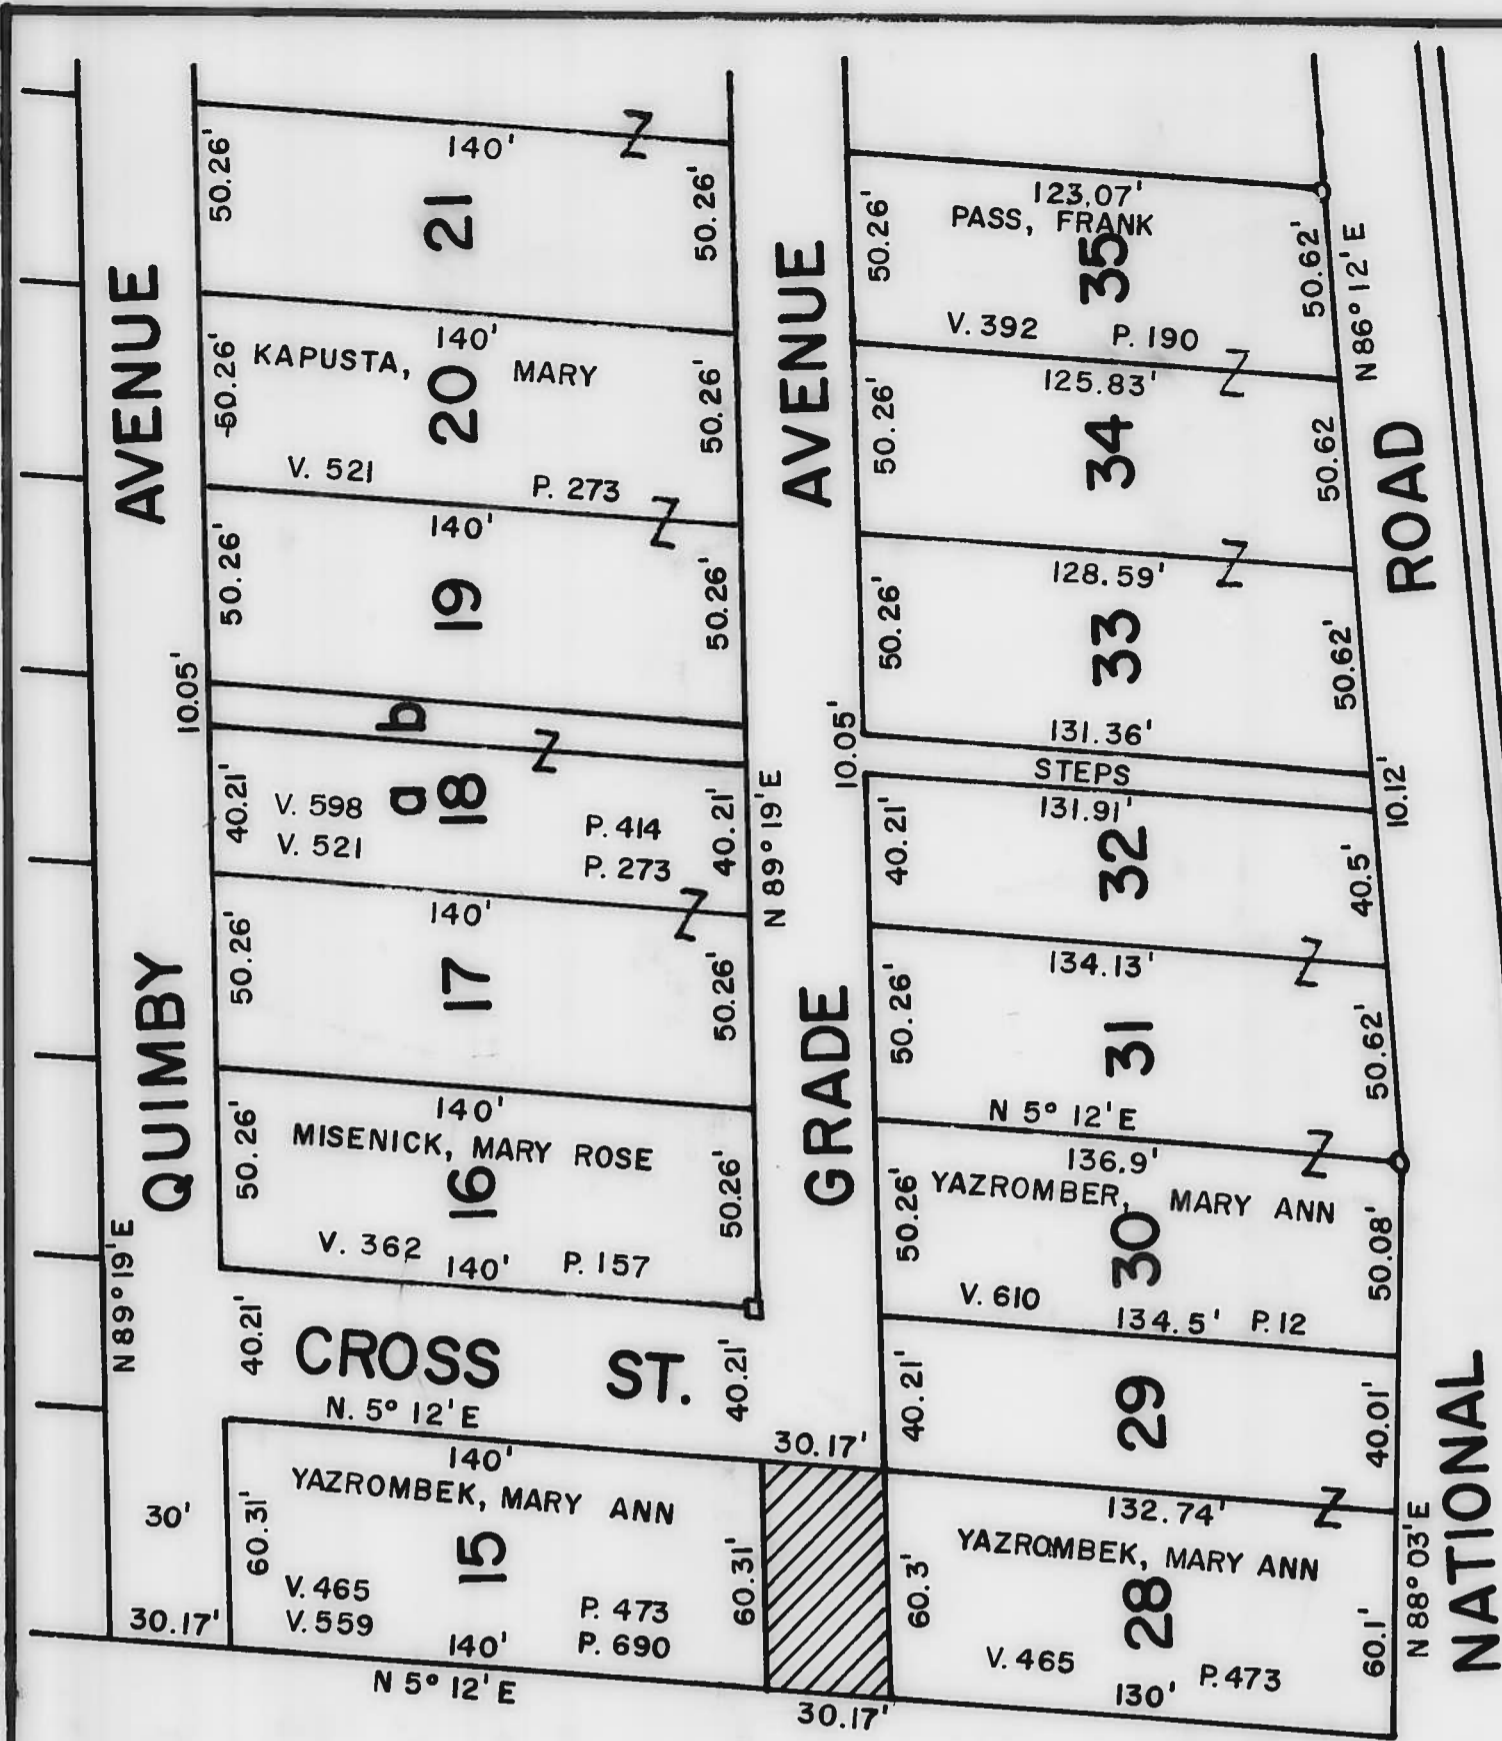 QUIMBY AVENUE
N 89° 19' E
10.05'
30'
30.17'
140'
50.26'
21
50.26'
140'
KAPUSTA, MARY
50.26'
20
50.26'
V. 521 P. 273
140'
50.26'
19
50.26'
b
a
18
40.21'
V. 598 P. 414
V. 521 P. 273
40.21'
140'
50.26'
17
50.26'
140'
MISENICK, MARY ROSE
50.26'
16
50.26'
V. 362 P. 157
140'
40.21'
CROSS ST.
40.21'
N. 5° 12' E
140'
YAZROMBEK, MARY ANN
60.31'
15
60.31'
V. 465 P. 473
V. 559 P. 690
140'
N 5° 12' E
GRADE AVENUE
N 89° 19' E
10.05'
30.17'
30.17'
123.07'
PASS, FRANK
50.26'
35
50.62'
V. 392 P. 190
125.83'
50.26'
34
50.62
128.59'
50.26'
33
50.62'
131.36'
STEPS
10.12'
131.91'
40.21'
32
40.5'
134.13'
50.26'
31
50.62'
N 5° 12' E
136.9'
YAZROMBER, MARY ANN
50.26'
30
50.08'
V. 610 P. 12
134.5'
40.21'
29
40.01'
132.74'
YAZROMBEK, MARY ANN
60.3'
28
60.1'
V. 465 P. 473
130'
N 86° 12' E
N 88° 03' E
NATIONAL ROAD
Z
Z
Z
Z
Z
Z
Z
Z
Z